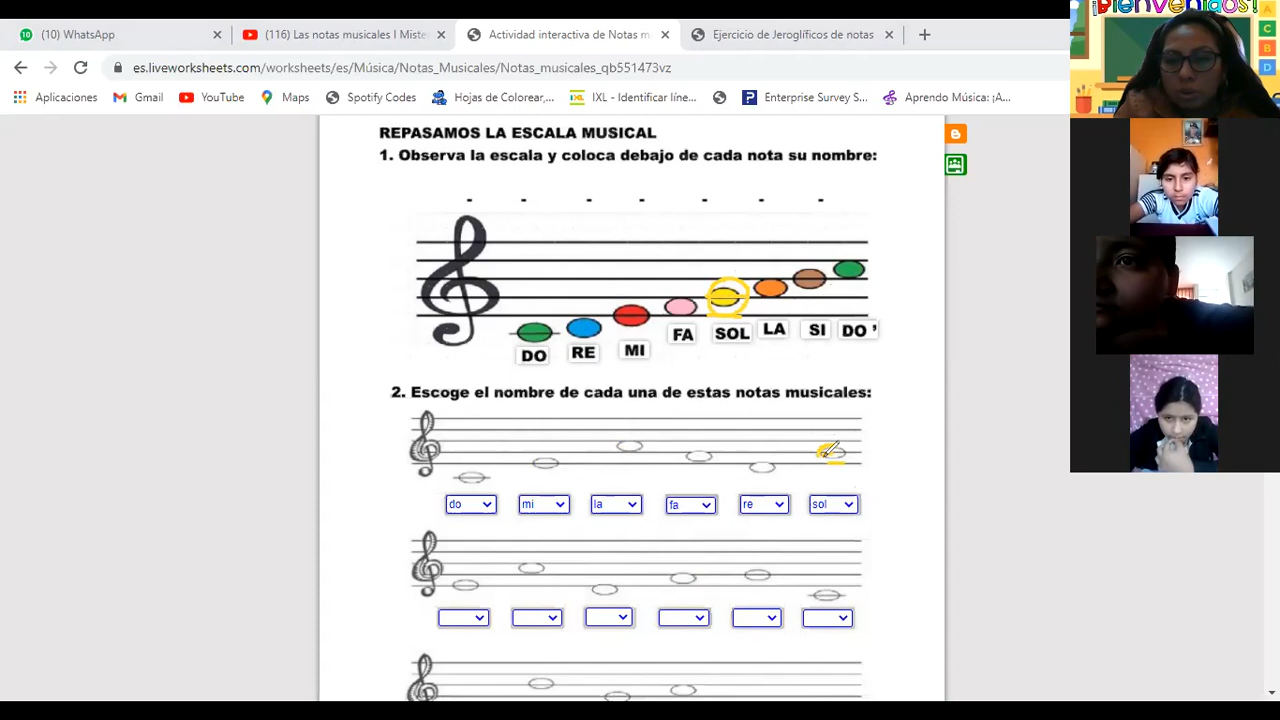 (10) WhatsApp
(116) Las notas musicales I Miste
Actividad interactiva de Notas m
Ejercicio de Jeroglíficos de notas
es.liveworksheets.com/worksheets/es/Música/Notas_Musicales/Notas_musicales_qb551473vz
Aplicaciones
Gmail
YouTube
Maps
Spotify Codes
Hojas de Colorear,...
IXL - Identificar líne...
Enterprise Survey S...
Aprendo Música: ¡A...
¡Bienvenidos!
A
B
C
D
REPASAMOS LA ESCALA MUSICAL
1. Observa la escala y coloca debajo de cada nota su nombre:
DO RE MI FA SOL LA SI DO '
2. Escoge el nombre de cada una de estas notas musicales:
do mi la fa re sol